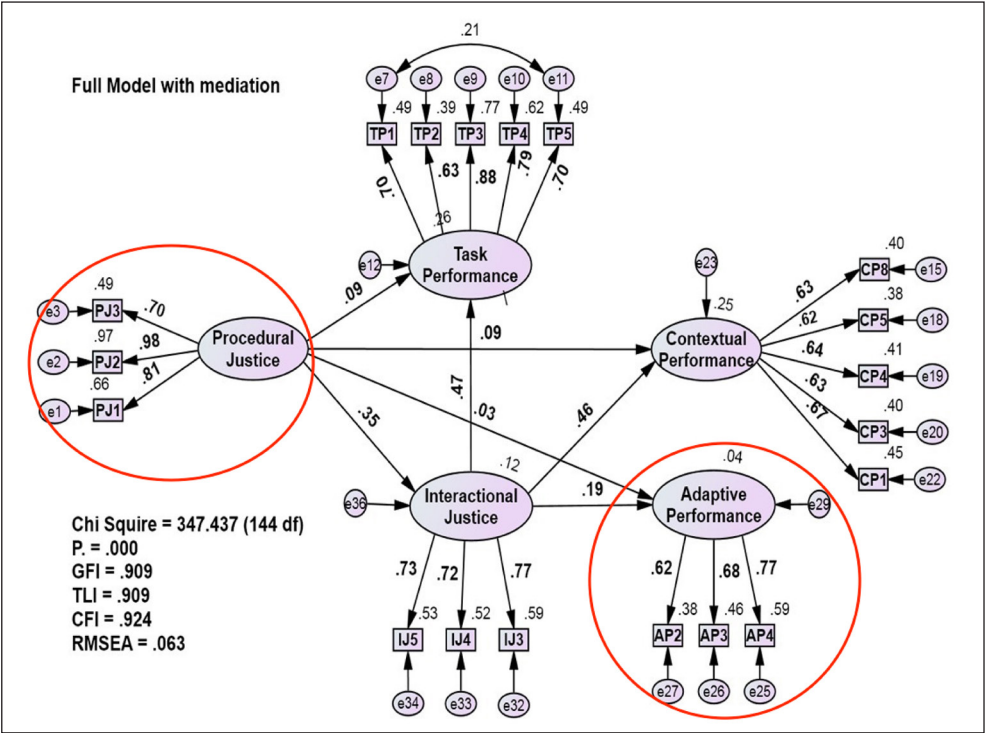 .21
e7 e8 e9 e10 e11
Full Model with mediation
.49 .39 .77 .62 .49
TP1 TP2 TP3 TP4 TP5
.70 .63 .88 .79 .70
.26
Task
Performance
e12
e23
.40
CP8 e15
.09
.63
.38
CP5 e18
.62
.25
Contextual
Performance
.64
.41
CP4 e19
.63
.40
CP3 e20
.67
.45
CP1 e22
.49
e3 PJ3 .70
.97
e2 PJ2 .98
.66
e1 PJ1 .81
Procedural
Justice
.09
.47
.03
.46
.35
.12
e36
Interactional
Justice
.19
.04
Adaptive
Performance
e29
Chi Squire = 347.437 (144 df)
P. = .000
GFI = .909
TLI = .909
CFI = .924
RMSEA = .063
.73 .72 .77
.53 .52 .59
IJ5 IJ4 IJ3
e34 e33 e32
.62 .68 .77
.38 .46 .59
AP2 AP3 AP4
e27 e26 e25